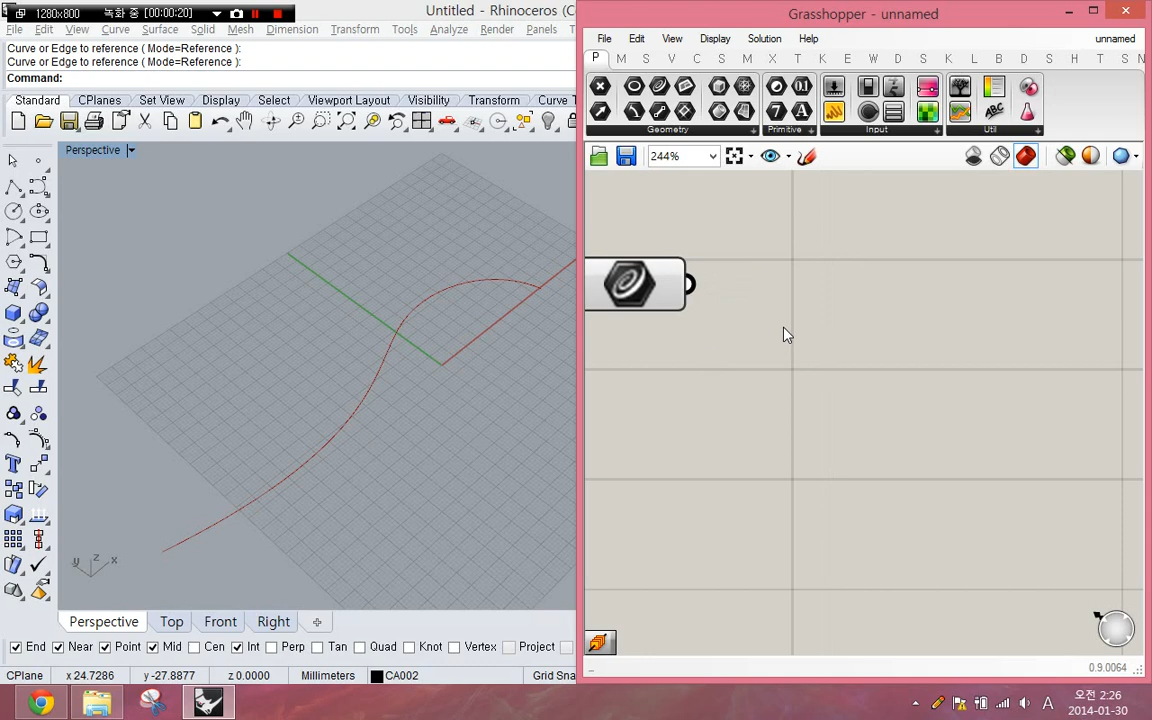 1280x800
녹화 중 [00:00:20]
Untitled - Rhinoceros (C
File Edit View Curve Surface Solid Mesh Dimension Transform Tools Analyze Render Panels
Curve or Edge to reference ( Mode=Reference ):
Curve or Edge to reference ( Mode=Reference ):
Command:
Standard CPlanes Set View Display Select Viewport Layout Visibility Transform Curve T
Perspective
y z x
Perspective Top Front Right
End Near Point Mid Cen Int Perp Tan Quad Knot Vertex Project
CPlane x 24.7286 y -27.8877 z 0.0000 Millimeters CA002 Grid Sna
Grasshopper - unnamed
File Edit View Display Solution Help unnamed
P M S V C S M X T K E W E K L B D T S
Geometry Primitive Input Util
244%
0.9.0064
A 오전 2:26
2014-01-30